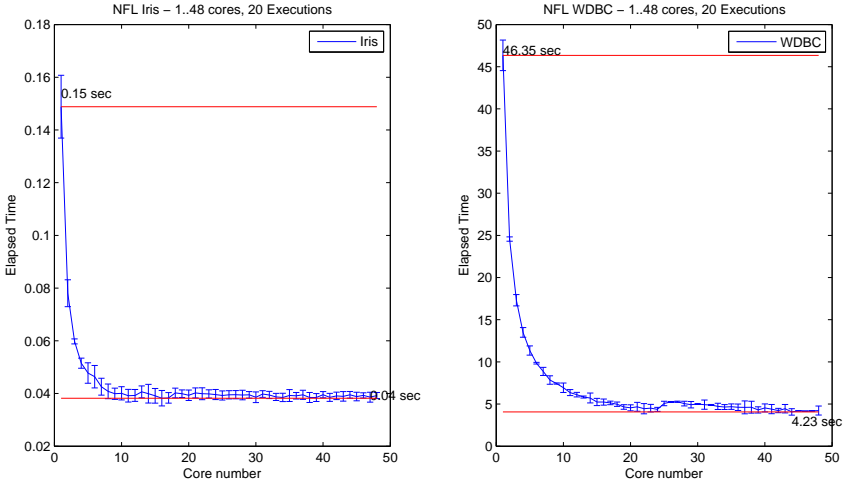 NFL Iris − 1..48 cores, 20 Executions
0.18
0.16
0.14
0.12
0.1
0.08
0.06
0.04
0.02
0
10
20
30
40
50
Elapsed Time
Core number
Iris
0.15 sec
0.04 sec
NFL WDBC − 1..48 cores, 20 Executions
50
45
40
35
30
25
20
15
10
5
0
0
10
20
30
40
50
Elapsed Time
Core number
WDBC
46.35 sec
4.23 sec